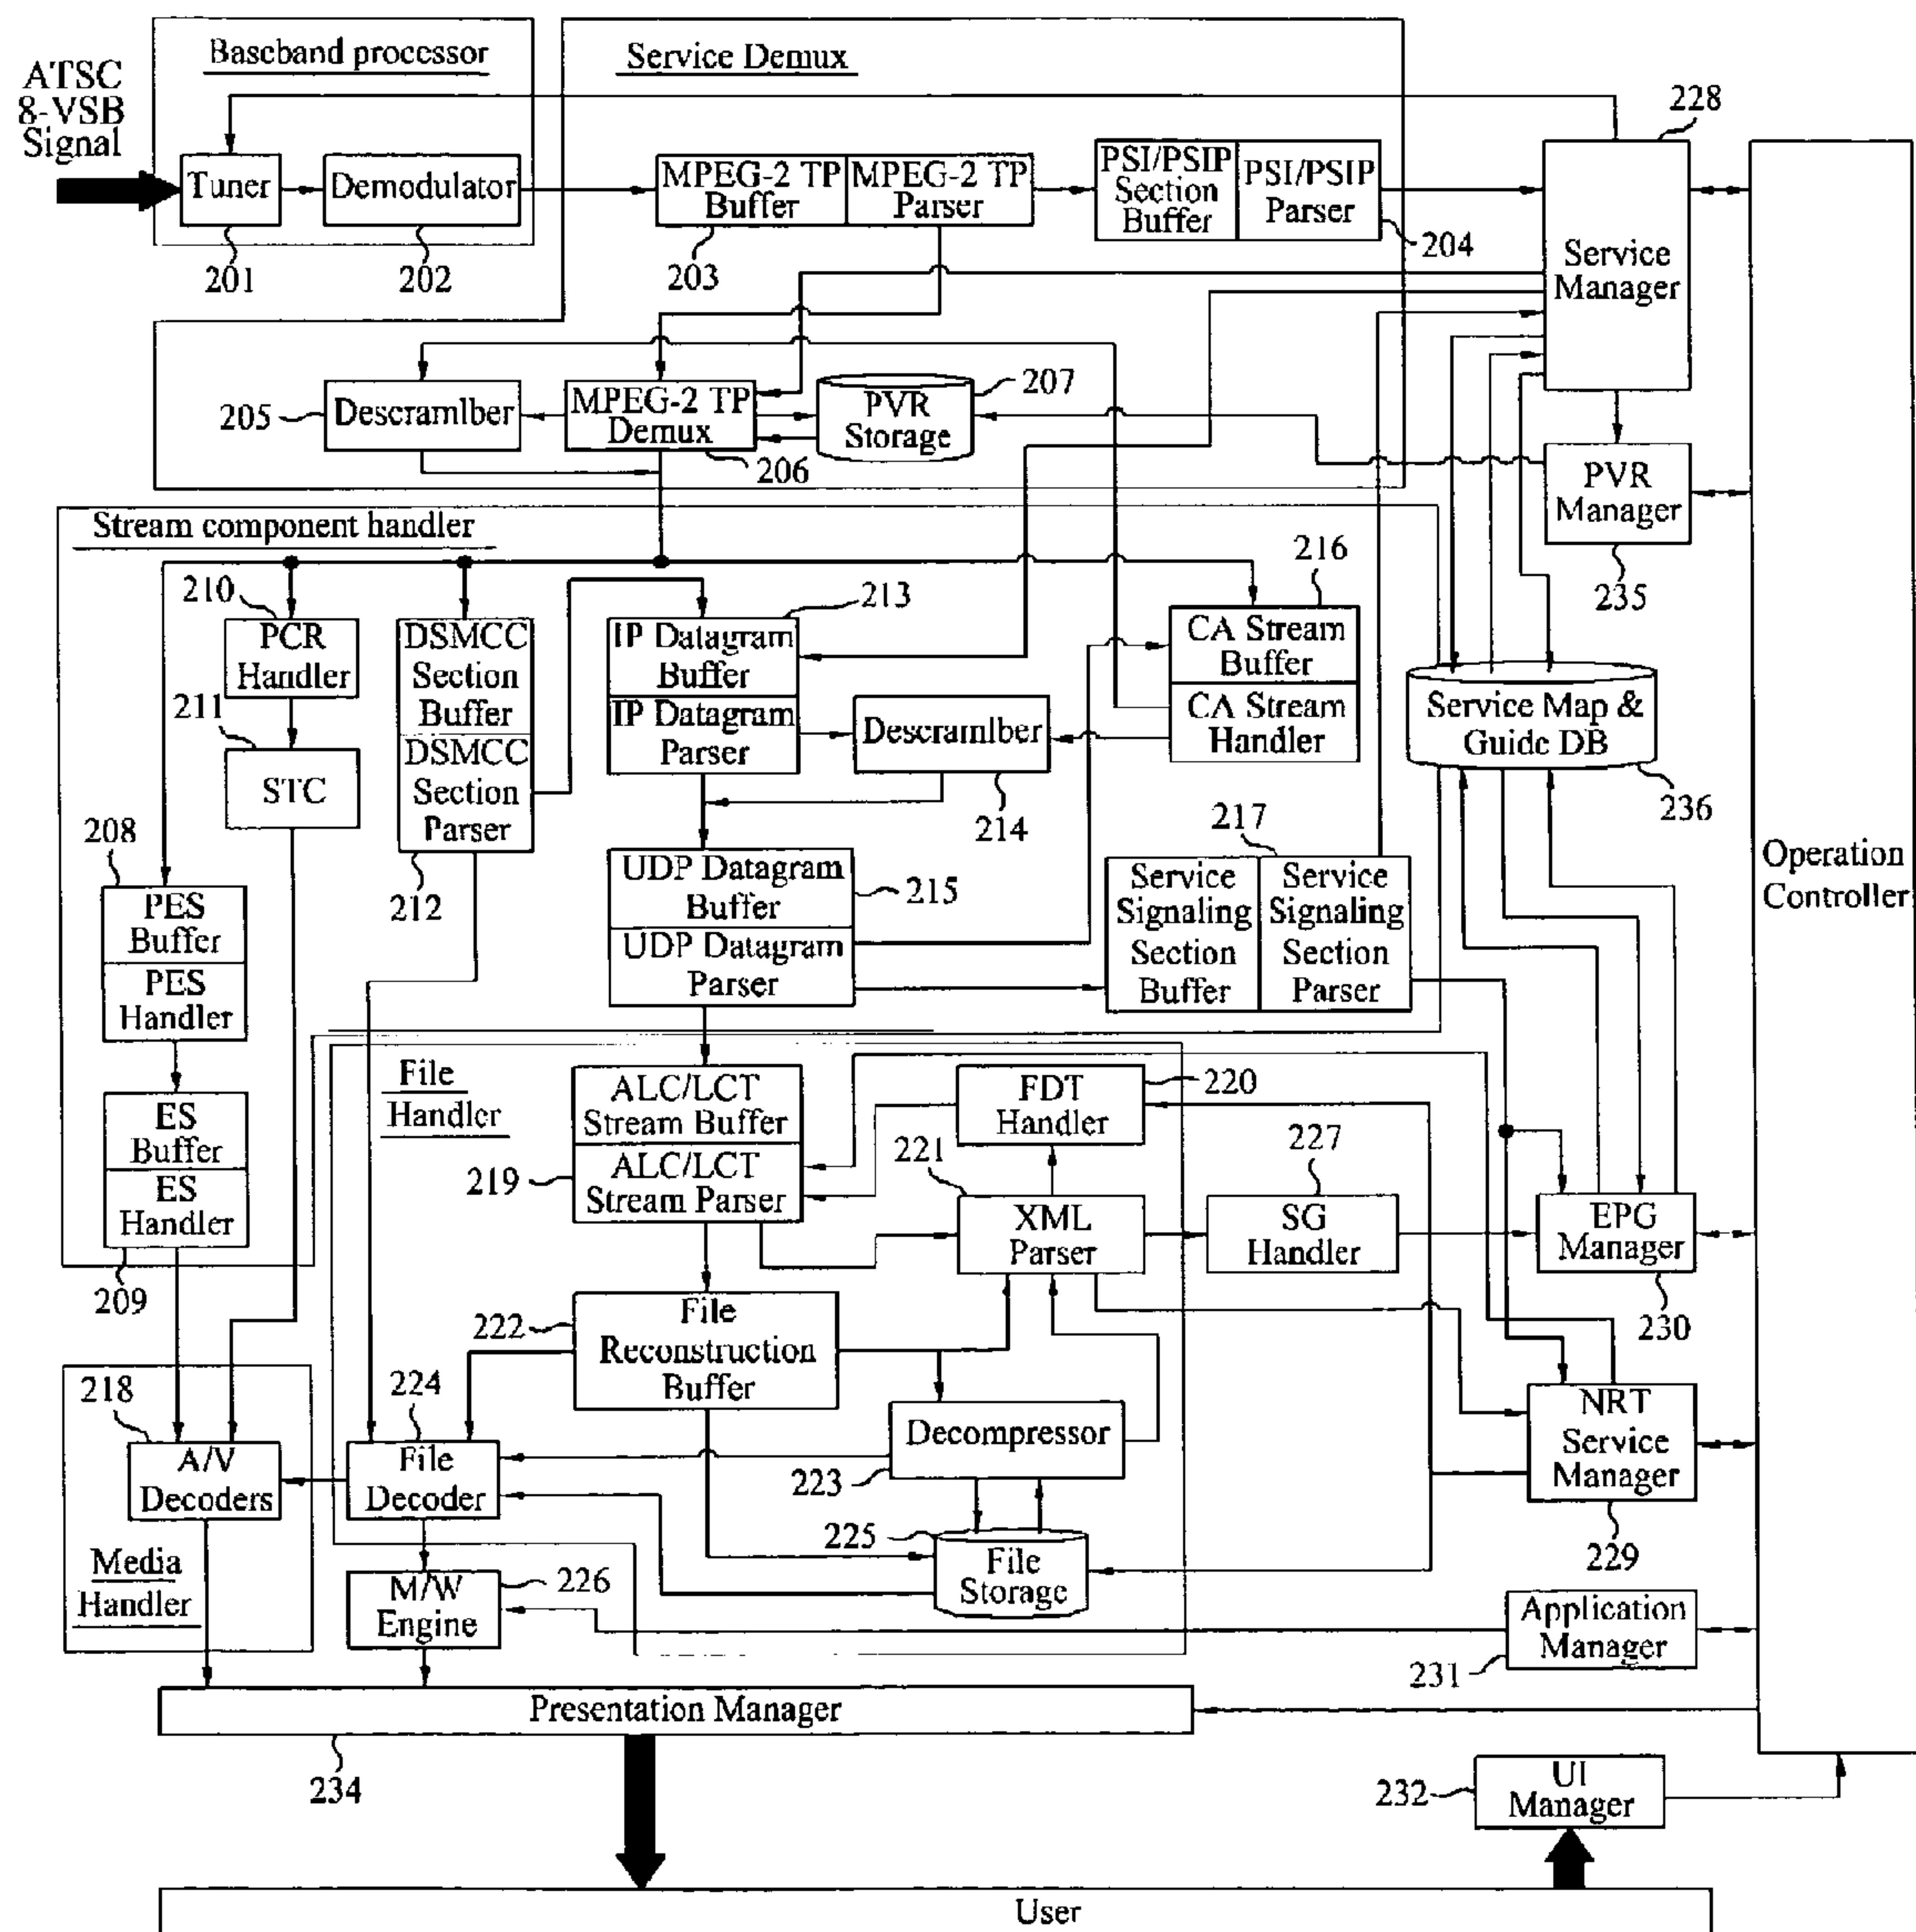 Baseband processor
Service Demux
ATSC
8-VSB
Signal
228
Tuner
Demodulator
MPEG-2 TP
Buffer
MPEG-2 TP
Parser
PSI/PSIP
Section
Buffer
PSI/PSIP
Parser
201
202
203
204
Service
Manager
205
Descramlber
MPEG-2 TP
Demux
206
PVR
Storage
207
PVR
Manager
235
Stream component handler
210
PCR
Handler
211
STC
DSMCC
Section
Buffer
DSMCC
Section
Parser
212
213
IP Datagram
Buffer
IP Datagram
Parser
Descramlber
214
216
CA Stream
Buffer
CA Stream
Handler
Service Map &
Guide DB
236
Operation
Controller
208
PES
Buffer
PES
Handler
UDP Datagram
Buffer
UDP Datagram
Parser
215
217
Service
Signaling
Section
Buffer
Service
Signaling
Section
Parser
ES
Buffer
ES
Handler
209
File
Handler
ALC/LCT
Stream Buffer
ALC/LCT
Stream Parser
219
FDT
Handler
220
221
XML
Parser
227
SG
Handler
EPG
Manager
230
222
File
Reconstruction
Buffer
218
A/V
Decoders
224
File
Decoder
Decompressor
223
NRT
Service
Manager
229
225
File
Storage
Media
Handler
M/W
Engine
226
Application
Manager
231
Presentation Manager
234
232
UI
Manager
User